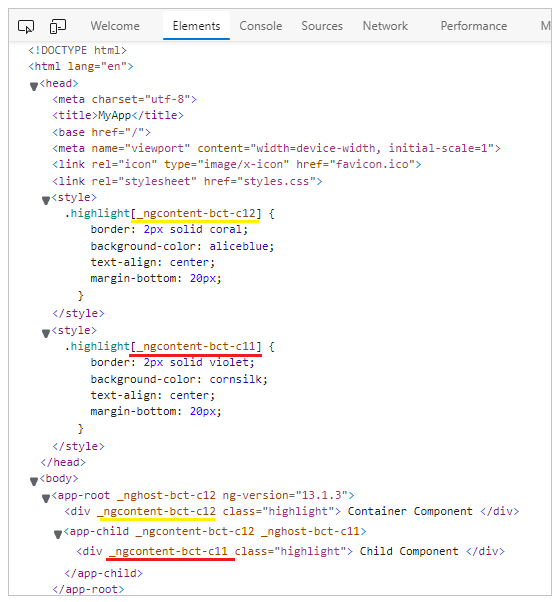 Welcome Elements Console Sources Network Performance M
<!DOCTYPE html>
<html lang="en">
<head>
<meta charset="utf-8">
<title>MyApp</title>
<base href="/">
<meta name="viewport" content="width=device-width, initial-scale=1">
<link rel="icon" type="image/x-icon" href="favicon.ico">
<link rel="stylesheet" href="styles.css">
<style>
.highlight[_ngcontent-bct-c12] {
border: 2px solid coral;
background-color: aliceblue;
text-align: center;
margin-bottom: 20px;
}
</style>
<style>
.highlight[_ngcontent-bct-c11] {
border: 2px solid violet;
background-color: cornsilk;
text-align: center;
margin-bottom: 20px;
}
</style>
</head>
<body>
<app-root _nghost-bct-c12 ng-version="13.1.3">
<div _ngcontent-bct-c12 class="highlight"> Container Component </div>
<app-child _ngcontent-bct-c12 _nghost-bct-c11>
<div _ngcontent-bct-c11 class="highlight"> Child Component </div>
</app-child>
</app-root>